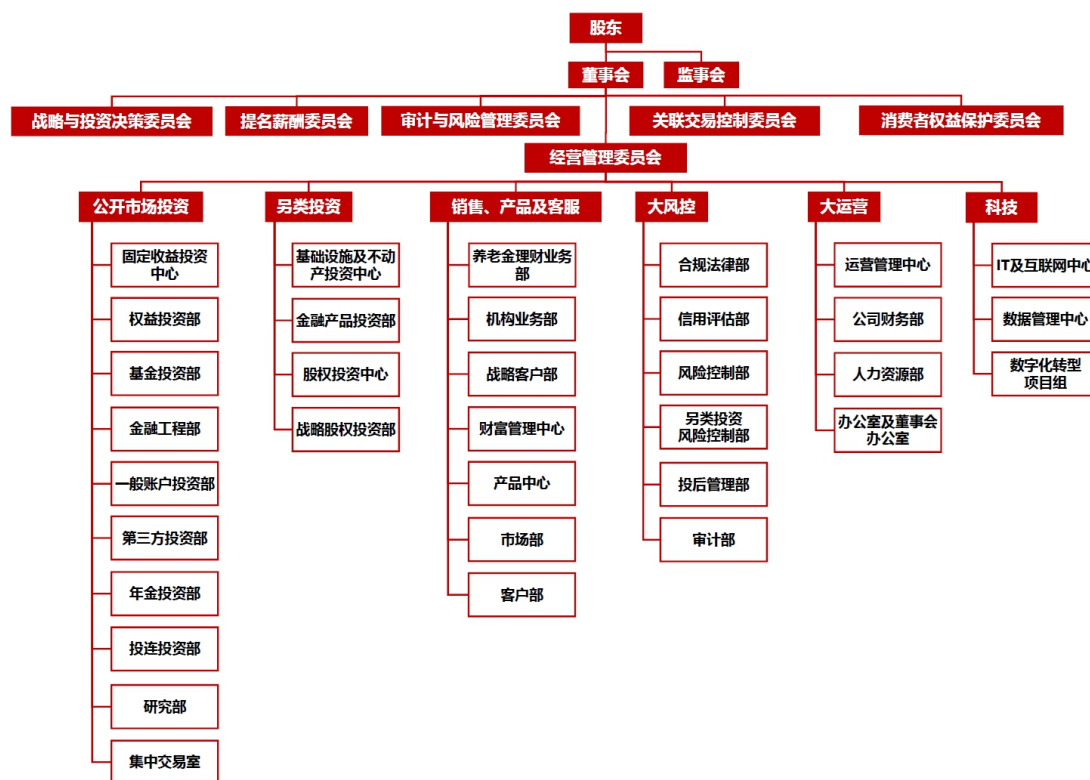 股东
董事会
监事会
战略与投资决策委员会
提名薪酬委员会
审计与风险管理委员会
关联交易控制委员会
消费者权益保护委员会
经营管理委员会
公开市场投资
另类投资
销售、产品及客服
大风控
大运营
科技
固定收益投资
中心
权益投资部
基金投资部
金融工程部
一般账户投资部
第三方投资部
年金投资部
投连投资部
研究部
集中交易室
基础设施及不动
产投资中心
金融产品投资部
股权投资中心
战略股权投资部
养老金理财业务
部
机构业务部
战略客户部
财富管理中心
产品中心
市场部
客户部
合规法律部
信用评估部
风险控制部
另类投资
风险控制部
投后管理部
审计部
运营管理中心
公司财务部
人力资源部
办公室及董事会
办公室
IT及互联网中心
数据管理中心
数字化转型
项目组